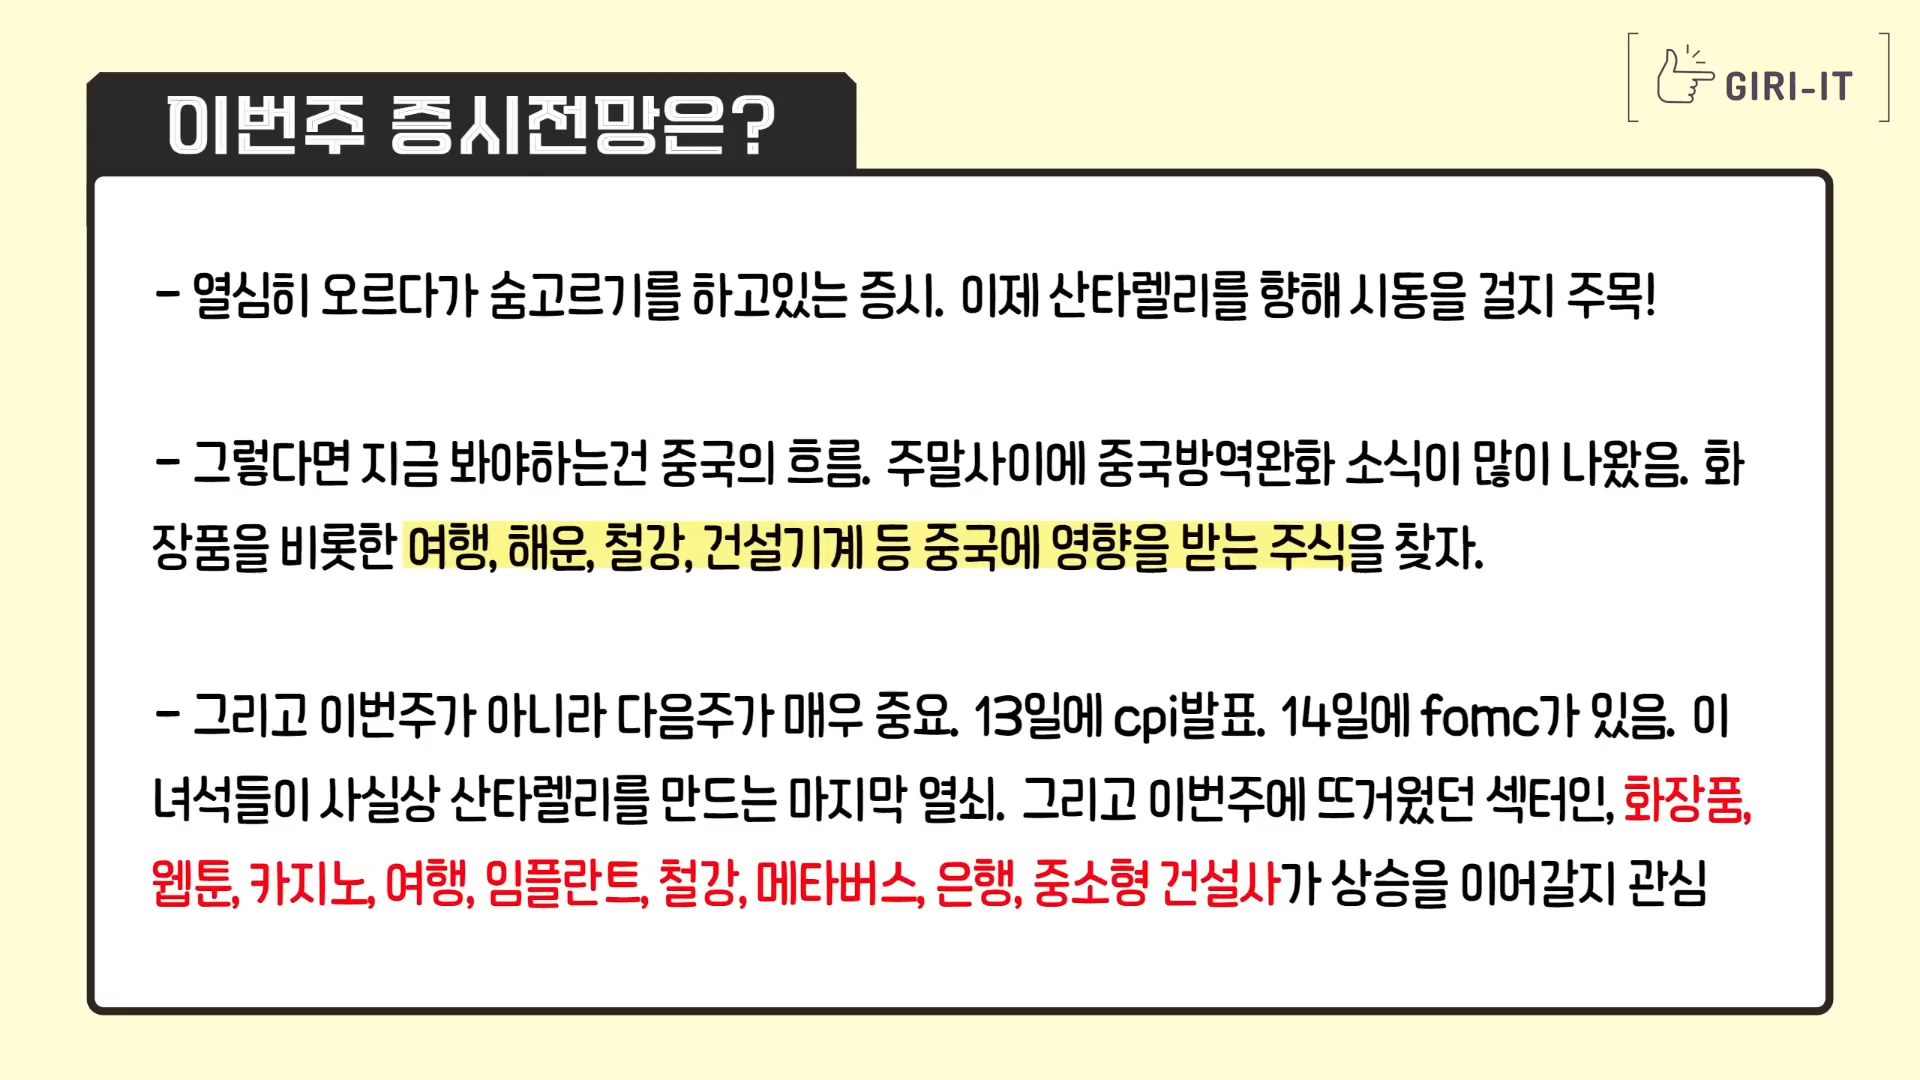 GIRI-IT
이번주 증시전망은?
- 열심히 오르다가 숨고르기를 하고있는 증시. 이제 산타렐리를 향해 시동을 걸지 주목!
- 그렇다면 지금 봐야하는건 중국의 흐름. 주말사이에 중국방역완화 소식이 많이 나왔음. 화
장품을 비롯한 여행, 해운, 철강, 건설기계 등 중국에 영향을 받는 주식을 찾자.
- 그리고 이번주가 아니라 다음주가 매우 중요. 13일에 cpi발표. 14일에 fomc가 있음. 이
녀석들이 사실상 산타렐리를 만드는 마지막 열쇠. 그리고 이번주에 뜨거웠던 섹터인, 화장품,
웹툰, 카지노, 여행, 임플란트, 철강, 메타버스, 은행, 중소형 건설사가 상승을 이어갈지 관심